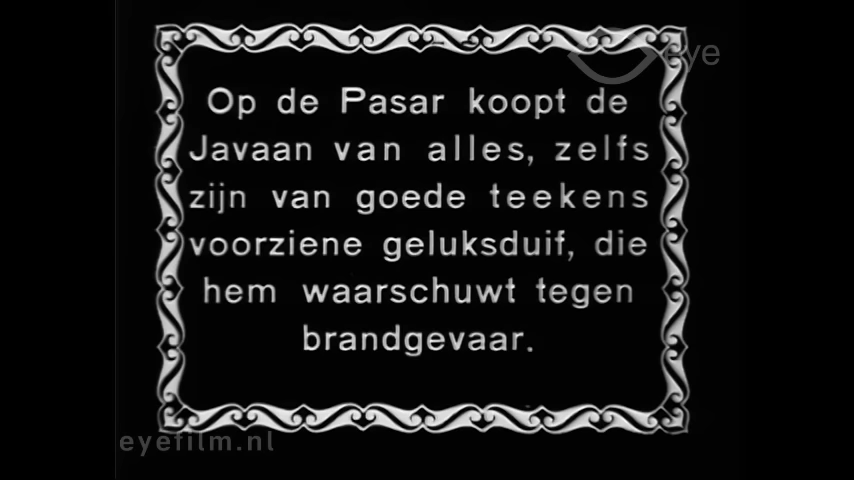 eye
Op de Pasar koopt de
Javaan van alles, zelfs
zijn van goede teekens
voorziene geluksduif, die
hem waarschuwt tegen
brandgevaar.
eyefilm.nl